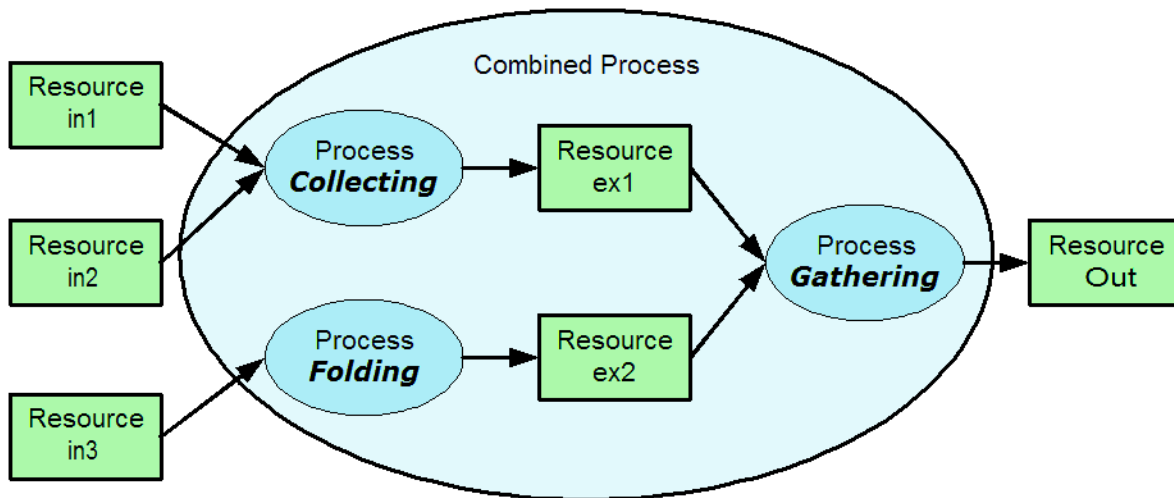 Combined Process
Resource
in1
Resource
in2
Resource
in3
Process
Collecting
Process
Folding
Resource
ex1
Resource
ex2
Process
Gathering
Resource
Out